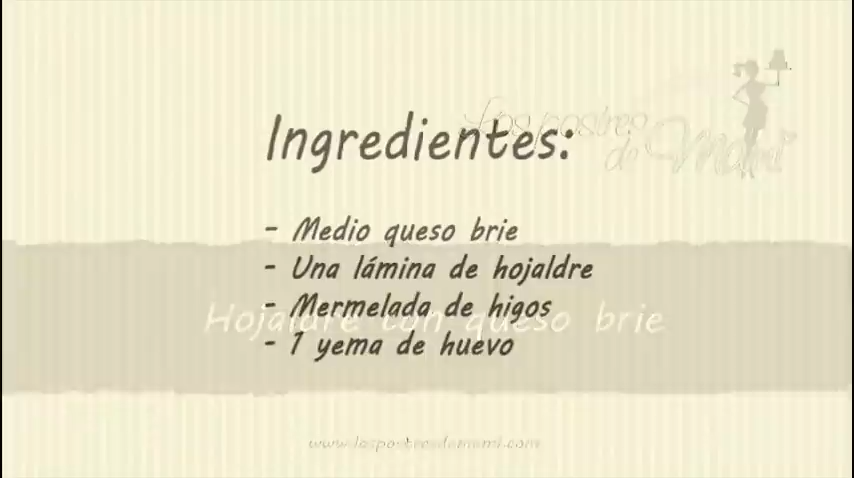 Los postres
de Mami
Ingredientes:
- Medio queso brie
- Una lámina de hojaldre
- Mermelada de higos
Hojaldre con queso brie
- 1 yema de huevo
www.lospostresdemami.com